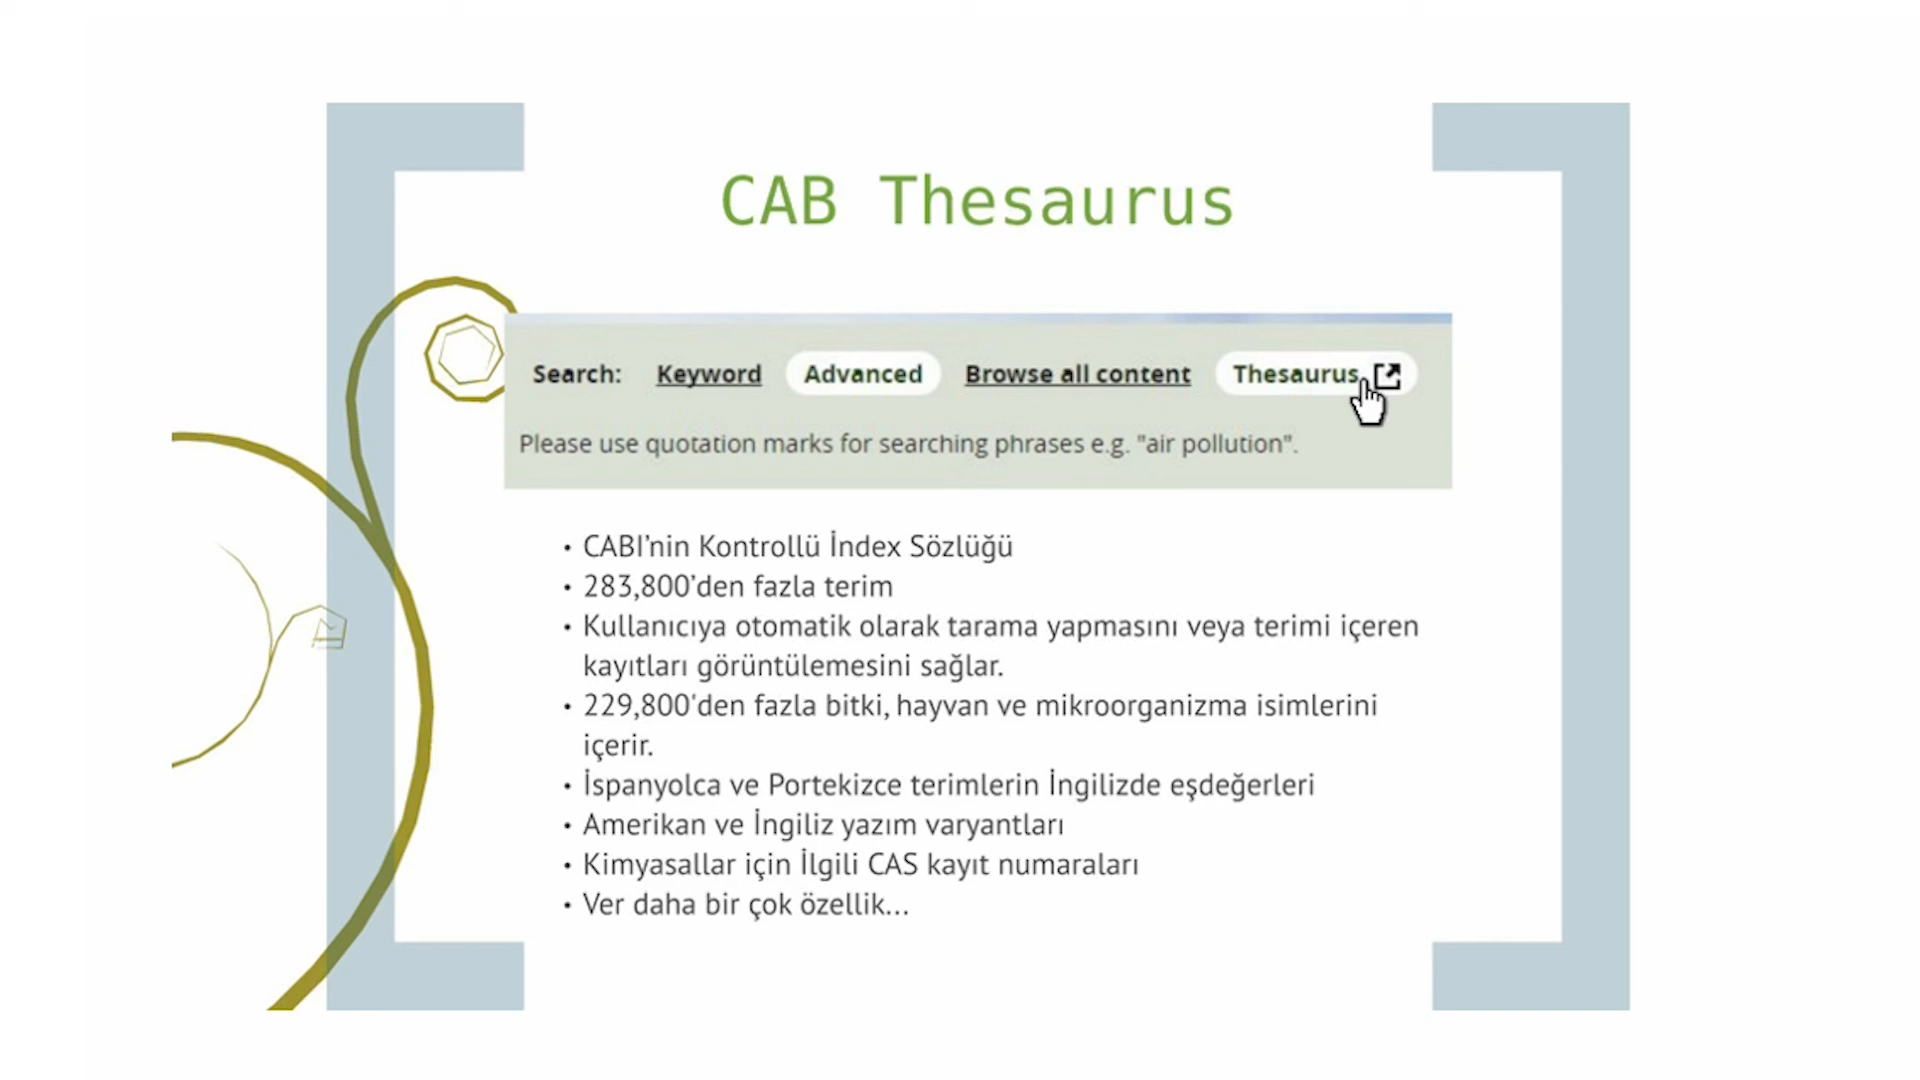 CAB Thesaurus
Search: Keyword Advanced Browse all content Thesaurus
Please use quotation marks for searching phrases e.g. "air pollution".
• CABI’nin Kontrollü İndex Sözlüğü
• 283,800’den fazla terim
• Kullanıcıya otomatik olarak tarama yapmasını veya terimi içeren
kayıtları görüntülemesini sağlar.
• 229,800'den fazla bitki, hayvan ve mikroorganizma isimlerini
içerir.
• İspanyolca ve Portekizce terimlerin İngilizde eşdeğerleri
• Amerikan ve İngiliz yazım varyantları
• Kimyasallar için İlgili CAS kayıt numaraları
• Ver daha bir çok özellik...